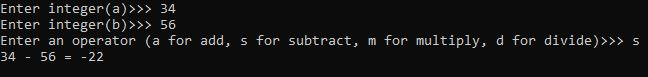 Enter integer(a)>>> 34
Enter integer(b)>>> 56
Enter an operator (a for add, s for subtract, m for multiply, d for divide)>>> s
34 - 56 = -22